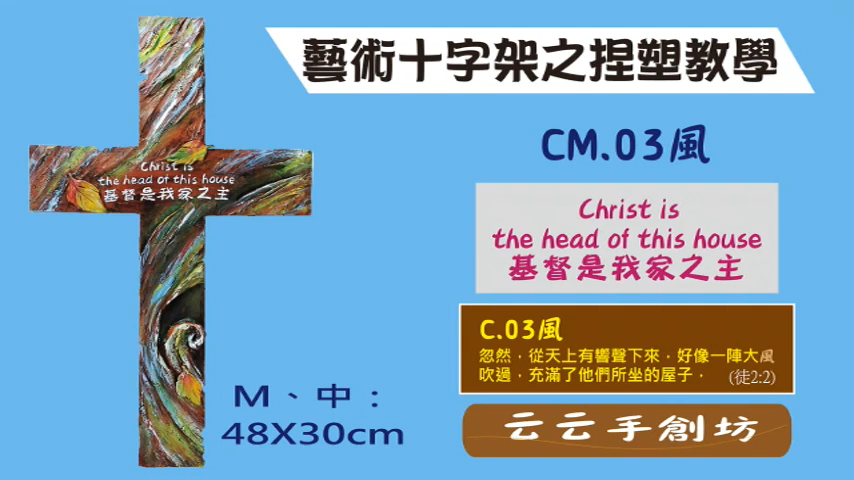 藝術十字架之捏塑教學
CM.03風
Christ is
the head of this house
基督是我家之主
Christ is
the head of this house
基督是我家之主
C.03風
忽然，從天上有響聲下來，好像一陣大風
吹過，充滿了他們所坐的屋子，
(徒2:2)
M、中：
48X30cm
云云手創坊